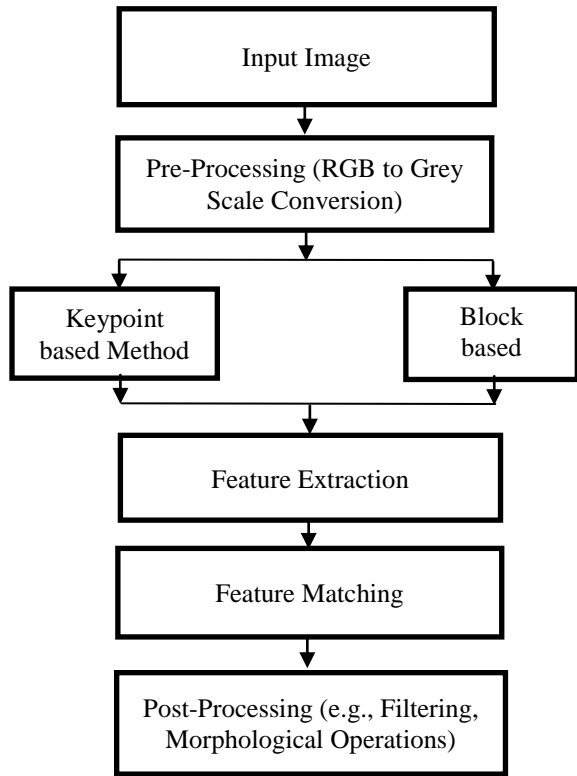 Input Image
Pre-Processing (RGB to Grey
Scale Conversion)
Keypoint
based Method
Block
based
Feature Extraction
Feature Matching
Post-Processing (e.g., Filtering,
Morphological Operations)